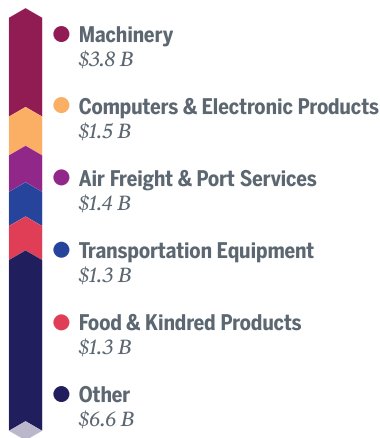 Machinery
$3.8 B
Computers & Electronic Products
$1.5 B
Air Freight & Port Services
$1.4 B
Transportation Equipment
$1.3 B
Food & Kindred Products
$1.3 B
Other
$6.6 B